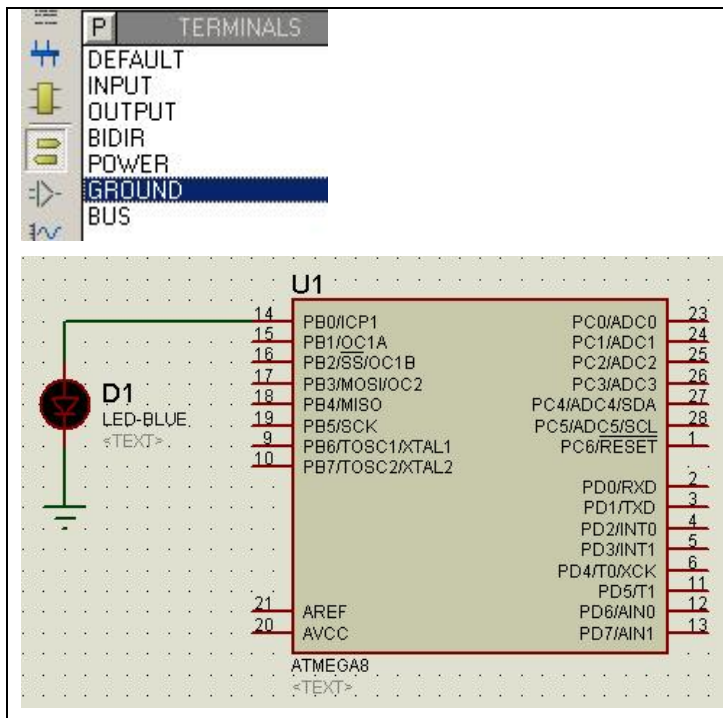 P TERMINALS
DEFAULT
INPUT
OUTPUT
BIDIR
POWER
GROUND
BUS
U1
14 PB0/ICP1 PC0/ADC0 23
15 PB1/OC1A PC1/ADC1 24
16 PB2/SS/OC1B PC2/ADC2 25
17 PB3/MOSI/OC2 PC3/ADC3 26
18 PB4/MISO PC4/ADC4/SDA 27
19 PB5/SCK PC5/ADC5/SCL 28
9 PB6/TOSC1/XTAL1 PC6/RESET 1
10 PB7/TOSC2/XTAL2
D1
LED-BLUE
<TEXT>
PD0/RXD 2
PD1/TXD 3
PD2/INT0 4
PD3/INT1 5
PD4/T0/XCK 6
PD5/T1 11
21 AREF PD6/AIN0 12
20 AVCC PD7/AIN1 13
ATMEGA8
<TEXT>